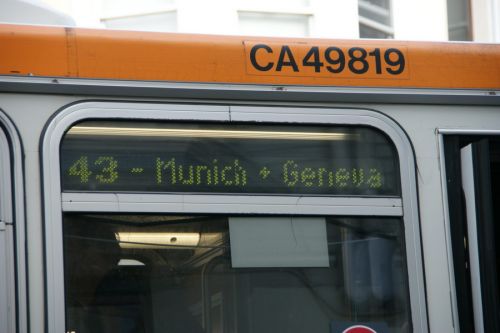 CA49819
43 - Munich + Geneva